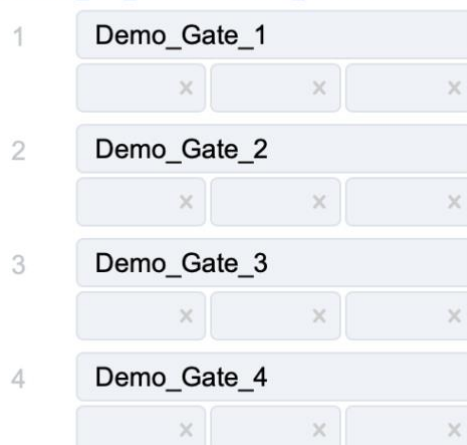 1 Demo_Gate_1
× × ×
2 Demo_Gate_2
× × ×
3 Demo_Gate_3
× × ×
4 Demo_Gate_4
× × ×